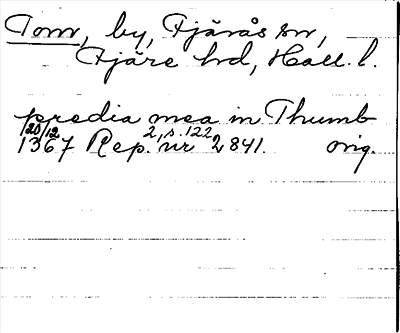 Tom, by, Fjärås sn,
Fjäre hd, Hall. l.
predia mea in Thumb
20/12 2, s. 122
1367 Rep. nr 2841. orig.